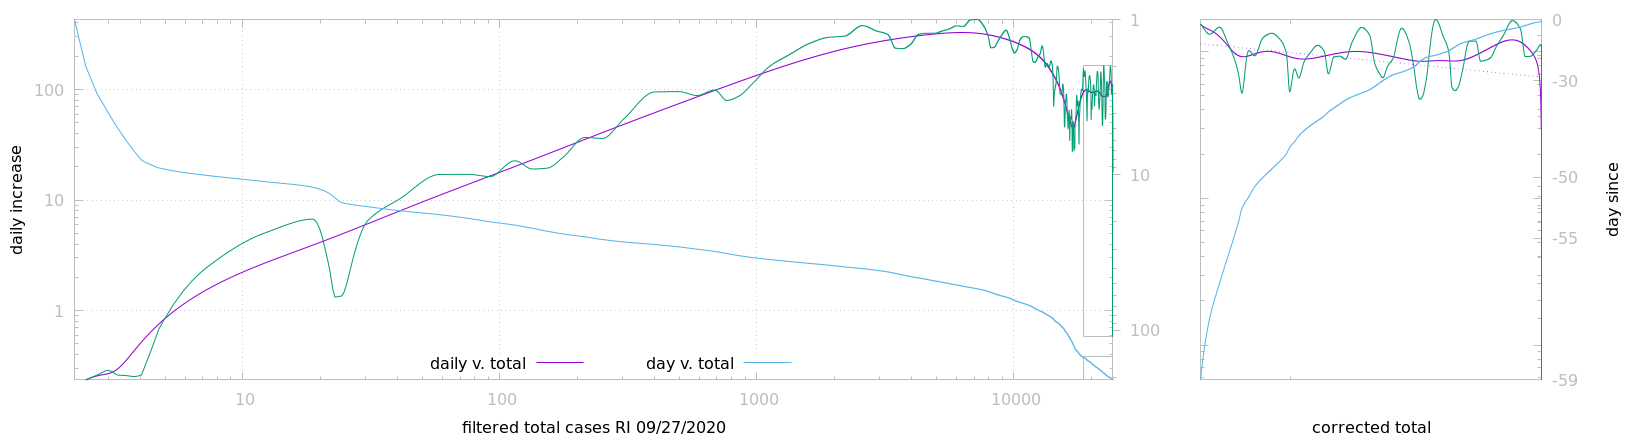 1
0
100
-30
daily increase
10
-50
day since
10
-55
1
100
daily v. total
day v. total
-59
10
100
1000
10000
filtered total cases RI 09/27/2020
corrected total